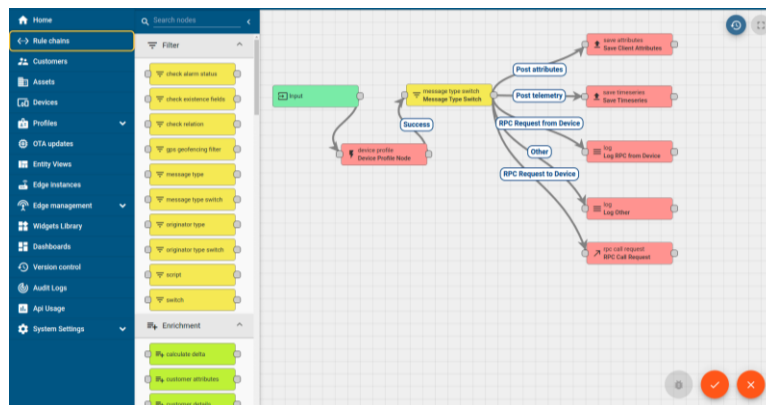 Home
Rule chains
Customers
Assets
Devices
Profiles
OTA updates
Entity Views
Edge instances
Edge management
Widgets Library
Dashboards
Version control
Audit Logs
Api Usage
System Settings
Search nodes
Filter
check alarm status
check existence fields
check relation
gps geofencing filter
message type
message type switch
originator type
originator type switch
script
switch
Enrichment
calculate delta
customer attributes
customer details
Input
device profile
Device Profile Node
Success
message type switch
Message Type Switch
Post attributes
Post telemetry
RPC Request from Device
Other
RPC Request to Device
save attributes
Save Client Attributes
save timeseries
Save Timeseries
log
Log RPC from Device
log
Log Other
rpc call request
RPC Call Request